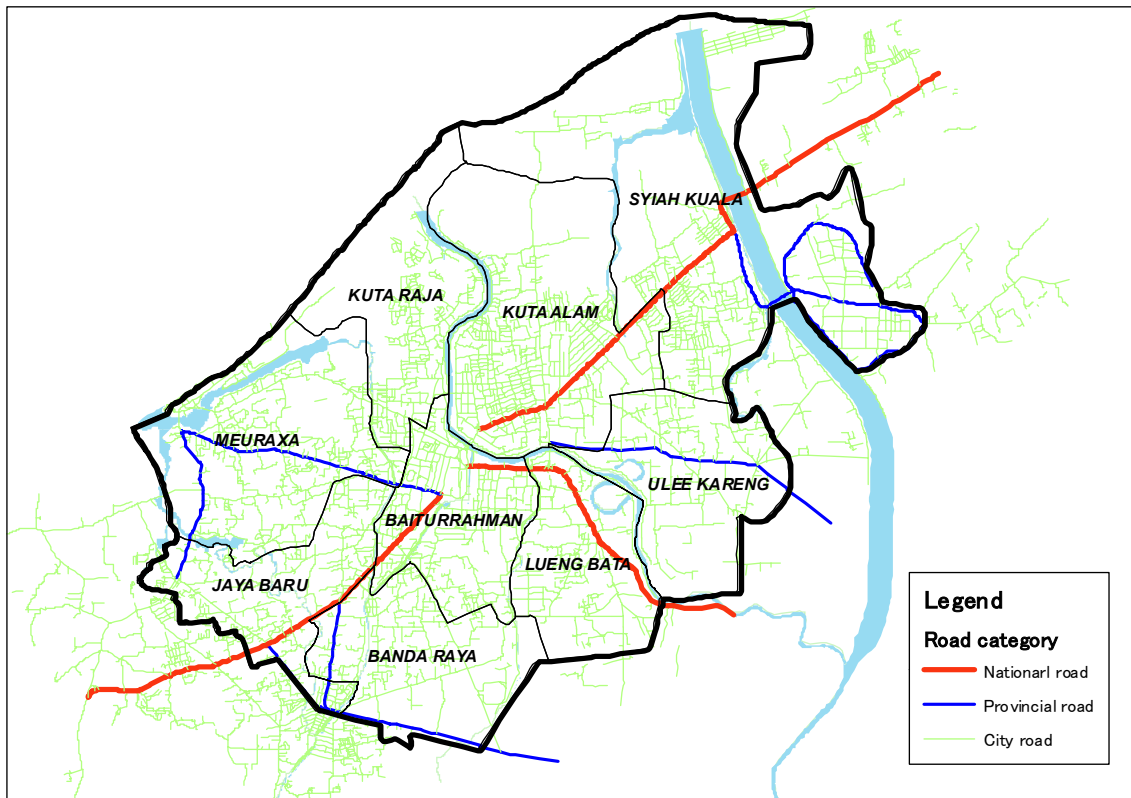 SYIAH KUALA
KUTA RAJA
KUTA ALAM
MEURAXA
ULEE KARENG
BAITURRAHMAN
LUENG BATA
JAYA BARU
BANDA RAYA
Legend
Road category
Nationarl road
Provincial road
City road